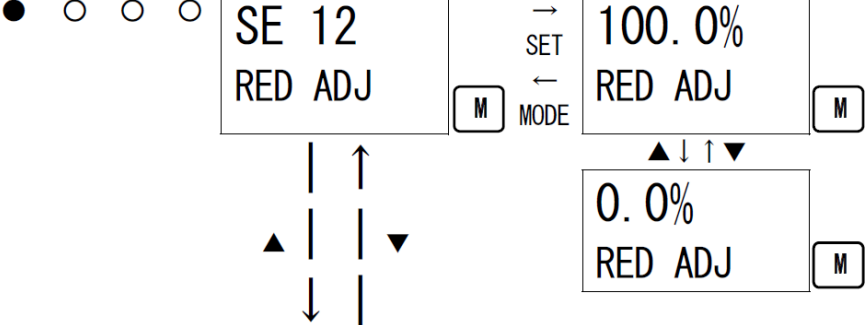 ● ○ ○ ○
SE 12
RED ADJ
M
→
SET
←
MODE
100.0%
RED ADJ
M
▲↓↑▼
0.0%
RED ADJ
M
▲ ↓ ↑ ▼